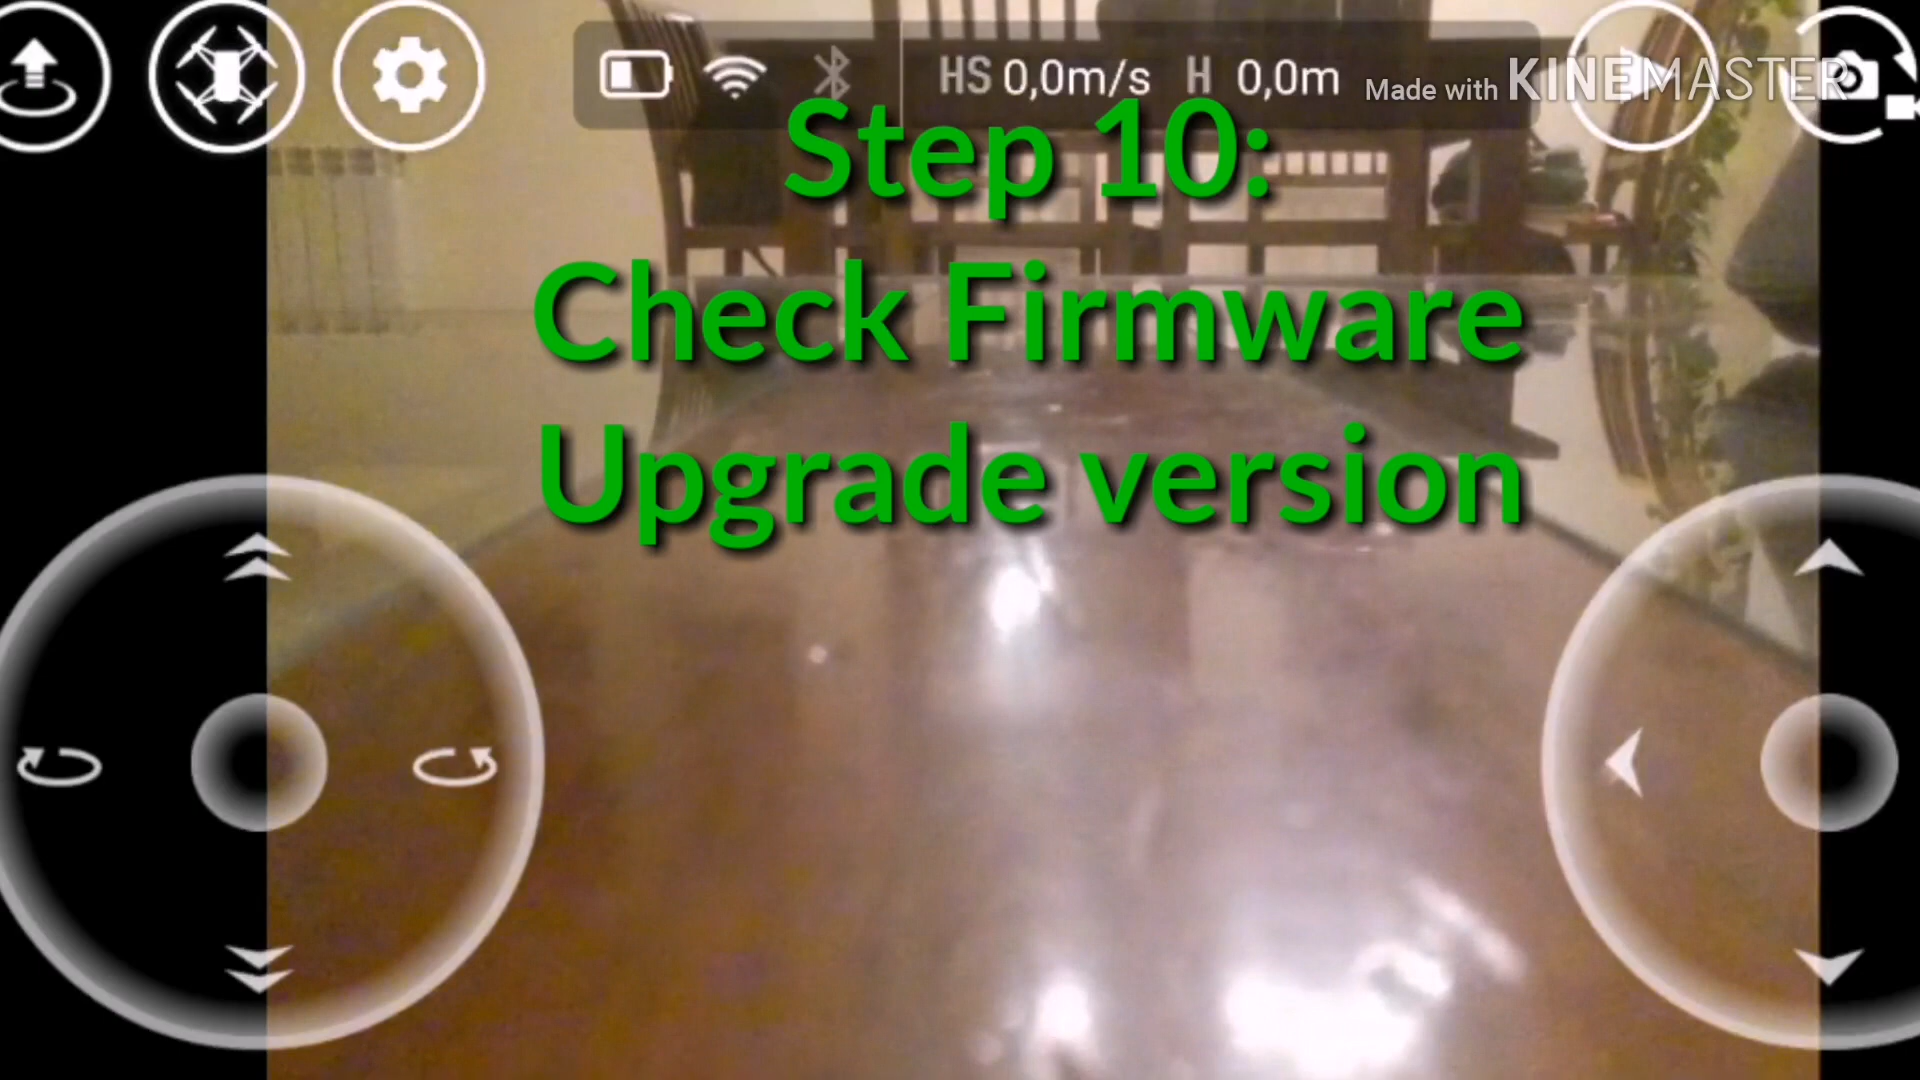 HS 0,0m/s H 0,0m
Made with KINEMASTER
Step 10:
Check Firmware
Upgrade version